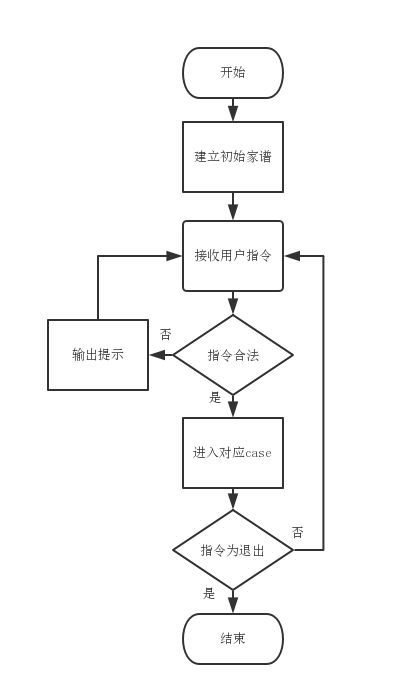 开始
建立初始家谱
接收用户指令
否
输出提示
指令合法
是
进入对应case
否
指令为退出
是
结束